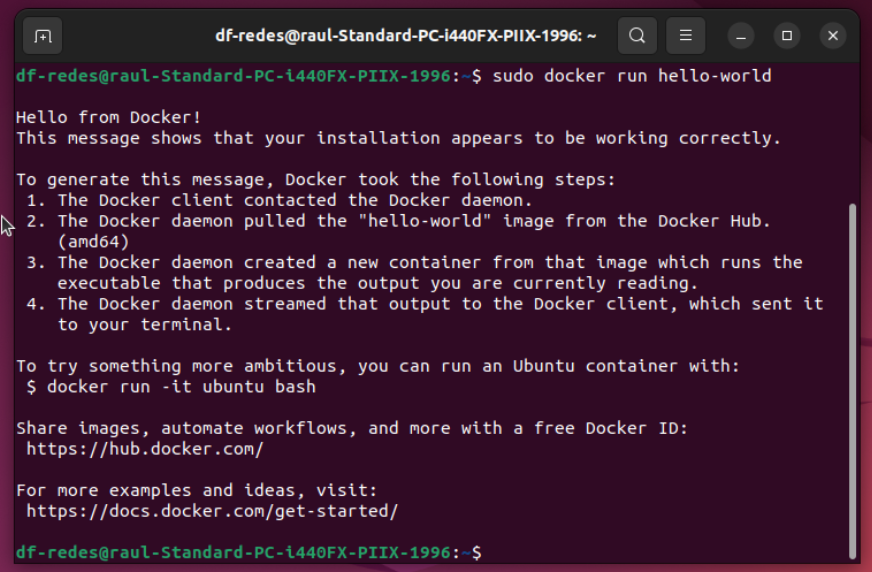 df-redes@raul-Standard-PC-i440FX-PIIX-1996: ~
df-redes@raul-Standard-PC-i440FX-PIIX-1996:~$ sudo docker run hello-world
Hello from Docker!
This message shows that your installation appears to be working correctly.
To generate this message, Docker took the following steps:
1. The Docker client contacted the Docker daemon.
2. The Docker daemon pulled the "hello-world" image from the Docker Hub.
(amd64)
3. The Docker daemon created a new container from that image which runs the
executable that produces the output you are currently reading.
4. The Docker daemon streamed that output to the Docker client, which sent it
to your terminal.
To try something more ambitious, you can run an Ubuntu container with:
$ docker run -it ubuntu bash
Share images, automate workflows, and more with a free Docker ID:
https://hub.docker.com/
For more examples and ideas, visit:
https://docs.docker.com/get-started/
df-redes@raul-Standard-PC-i440FX-PIIX-1996:~$